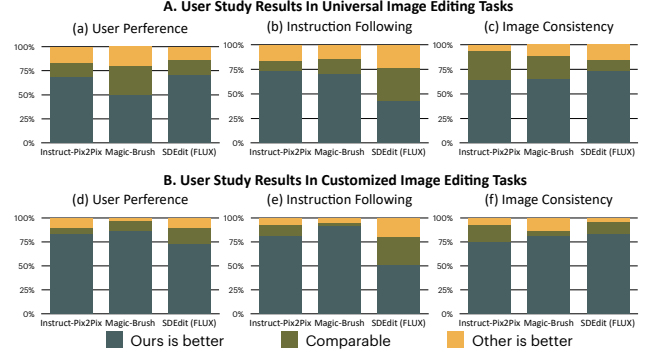 A. User Study Results In Universal Image Editing Tasks
(a) User Perference
(b) Instruction Following
(c) Image Consistency
100%
75%
50%
25%
0%
Instruct-Pix2Pix Magic-Brush SDEdit (FLUX)
100%
75%
50%
25%
0%
Instruct-Pix2Pix Magic-Brush SDEdit (FLUX)
100%
75%
50%
25%
0%
Instruct-Pix2Pix Magic-Brush SDEdit (FLUX)
B. User Study Results In Customized Image Editing Tasks
(d) User Perference
(e) Instruction Following
(f) Image Consistency
100%
75%
50%
25%
0%
Instruct-Pix2Pix Magic-Brush SDEdit (FLUX)
100%
75%
50%
25%
0%
Instruct-Pix2Pix Magic-Brush SDEdit (FLUX)
100%
75%
50%
25%
0%
Instruct-Pix2Pix Magic-Brush SDEdit (FLUX)
Ours is better
Comparable
Other is better